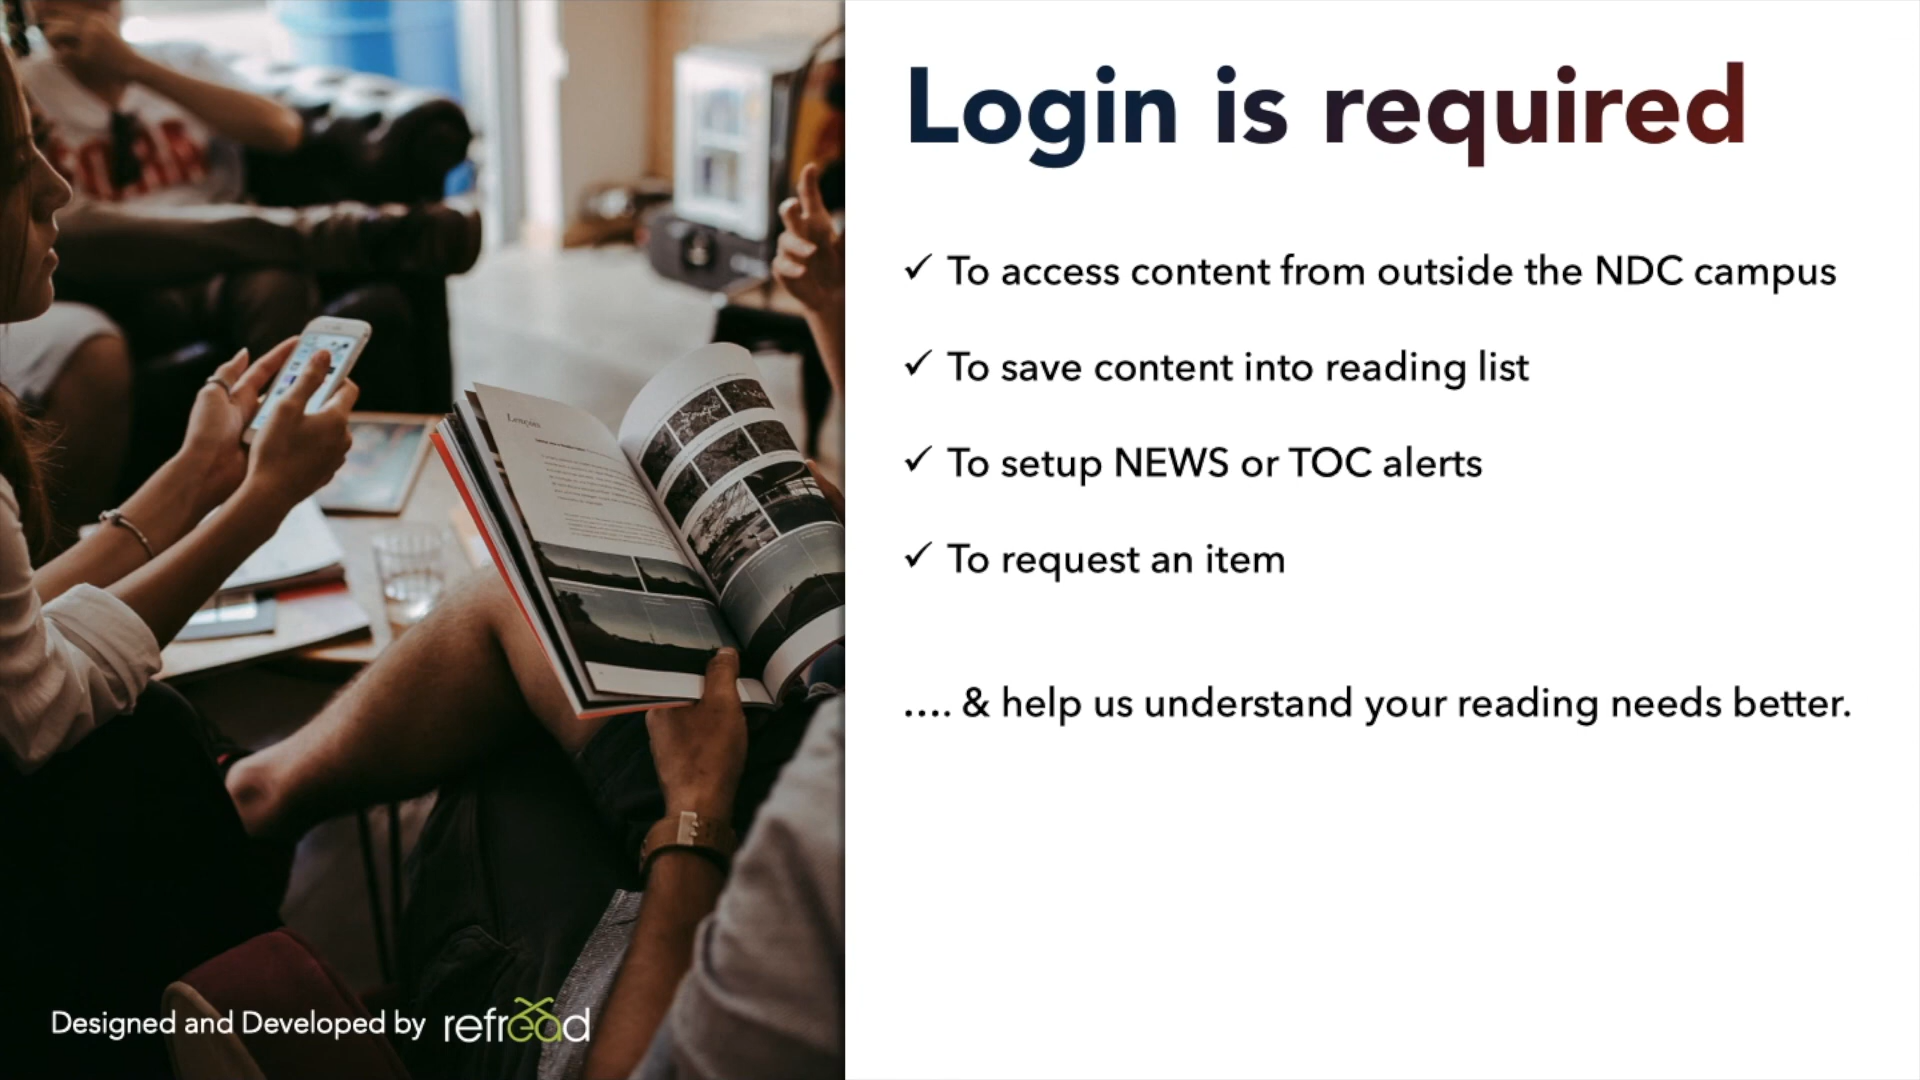 Login is required
✓ To access content from outside the NDC campus
✓ To save content into reading list
✓ To setup NEWS or TOC alerts
✓ To request an item
…. & help us understand your reading needs better.
Designed and Developed by refread